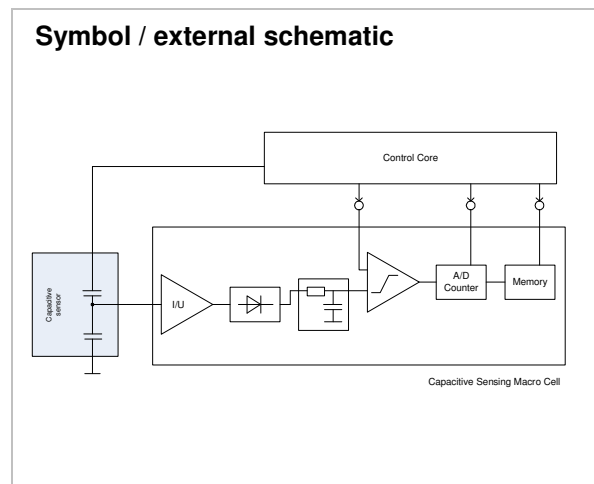 Symbol / external schematic
Control Core
Capacitive
sensor
I/U
A/D
Counter
Memory
Capacitive Sensing Macro Cell